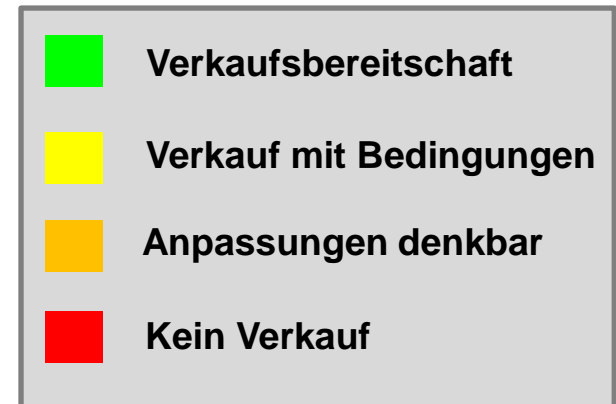 Verkaufsbereitschaft
Verkauf mit Bedingungen
Anpassungen denkbar
Kein Verkauf